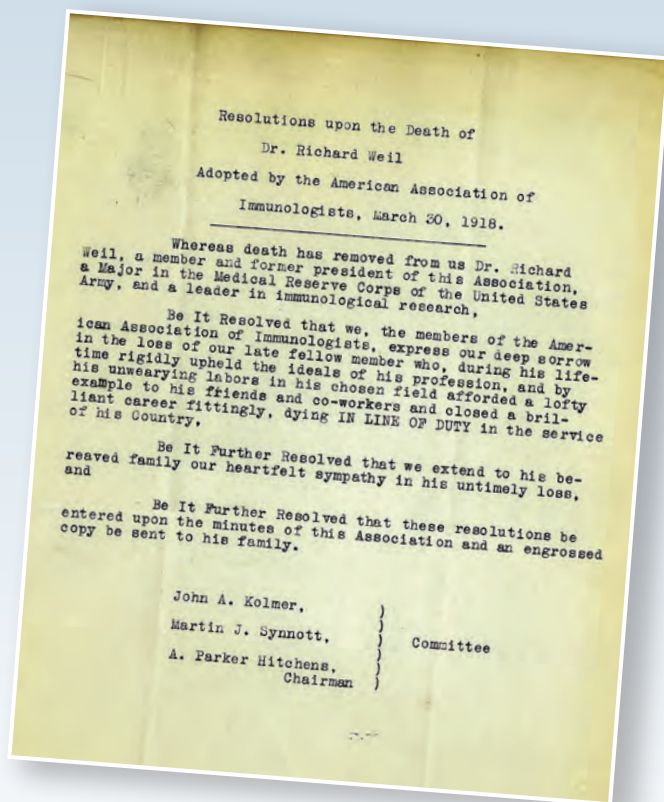 Resolutions upon the Death of
Dr. Richard Weil
Adopted by the American Association of
Immunologists, March 30, 1918.
Whereas death has removed from us Dr. Richard
Weil, a member and former president of this Association,
a Major in the Medical Reserve Corps of the United States
Army, and a leader in immunological research,
Be It Resolved that we, the members of the Amer-
ican Association of Immunologists, express our deep sorrow
in the loss of our late fellow member who, during his life-
time rigidly upheld the ideals of his profession, and by
his unwearying labors in his chosen field afforded a lofty
example to his friends and co-workers and closed a bril-
liant career fittingly, dying IN LINE OF DUTY in the service
of his Country,
Be It Further Resolved that we extend to his be-
reaved family our heartfelt sympathy in his untimely loss,
and
Be It Further Resolved that these resolutions be
entered upon the minutes of this Association and an engrossed
copy be sent to his family.
John A. Kolmer, )
)
Martin J. Synnott, ) Committee
)
A. Parker Hitchens, )
Chairman )